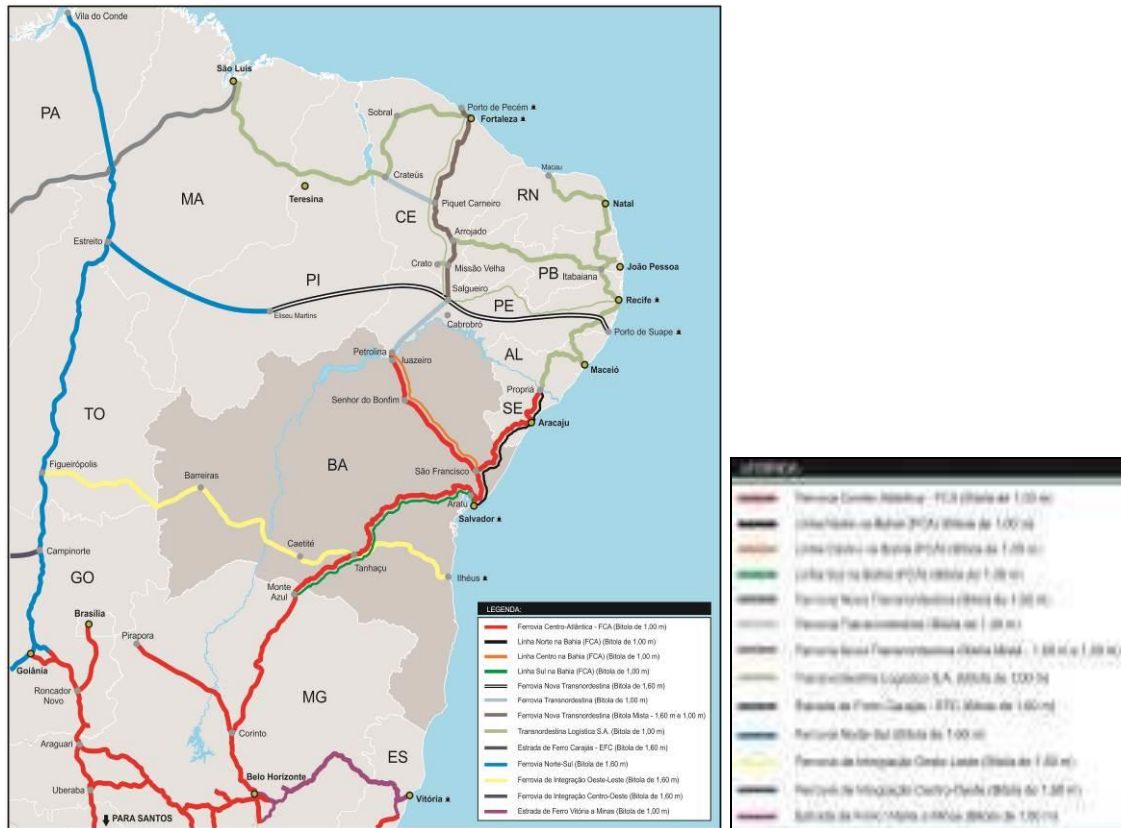 Vila do Conde
São Luis
PA
Porto de Pecém
Sobral
Fortaleza
Macau
Crateús
RN
MA
Teresina
Piquet Carneiro
Natal
CE
Arrojado
Estreito
Crato
Missão Velha
PB
João Pessoa
Itabaiana
PI
Salgueiro
PE
Recife
Eliseu Martins
Cabrobró
Porto de Suape
Petrolina
Juazeiro
AL
Maceió
Propriá
TO
Senhor do Bonfim
SE
Aracaju
Figueirópolis
Barreiras
BA
São Francisco
Aratú
Salvador
Campinorte
Caetité
Tanhaçu
Ilhéus
GO
Monte
Azul
Brasília
Pirapora
Goiânia
Roncador
Novo
MG
Corinto
Araguari
Uberaba
Belo Horizonte
ES
Vitória
PARA SANTOS
LEGENDA:
Ferrovia Centro-Atlântica - FCA (Bitola de 1,00 m)
Linha Norte na Bahia (FCA) (Bitola de 1,00 m)
Linha Centro na Bahia (FCA) (Bitola de 1,00 m)
Linha Sul na Bahia (FCA) (Bitola de 1,00 m)
Ferrovia Nova Transnordestina (Bitola de 1,60 m)
Ferrovia Transnordestina (Bitola de 1,00 m)
Ferrovia Nova Transnordestina (Bitola Mista - 1,60 m e 1,00 m)
Transnordestina Logística S.A. (Bitola de 1,00 m)
Estrada de Ferro Carajás - EFC (Bitola de 1,60 m)
Ferrovia Norte-Sul (Bitola de 1,60 m)
Ferrovia de Integração Oeste-Leste (Bitola de 1,60 m)
Ferrovia de Integração Centro-Oeste (Bitola de 1,60 m)
Estrada de Ferro Vitória a Minas (Bitola de 1,00 m)